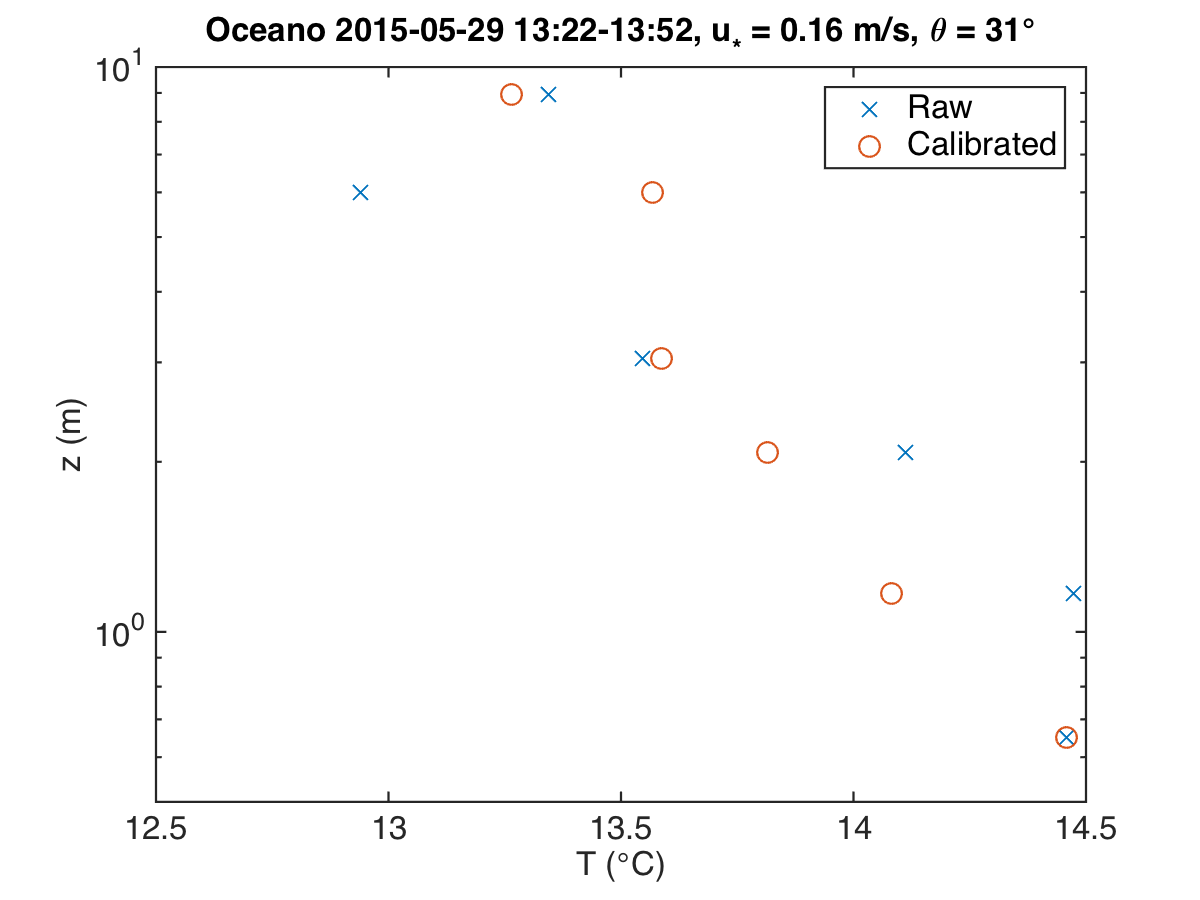 Oceano 2015-05-29 13:22-13:52, u* = 0.16 m/s, θ = 31°
10¹
Raw
Calibrated
z (m)
10⁰
12.5 13 13.5 14 14.5
T (°C)